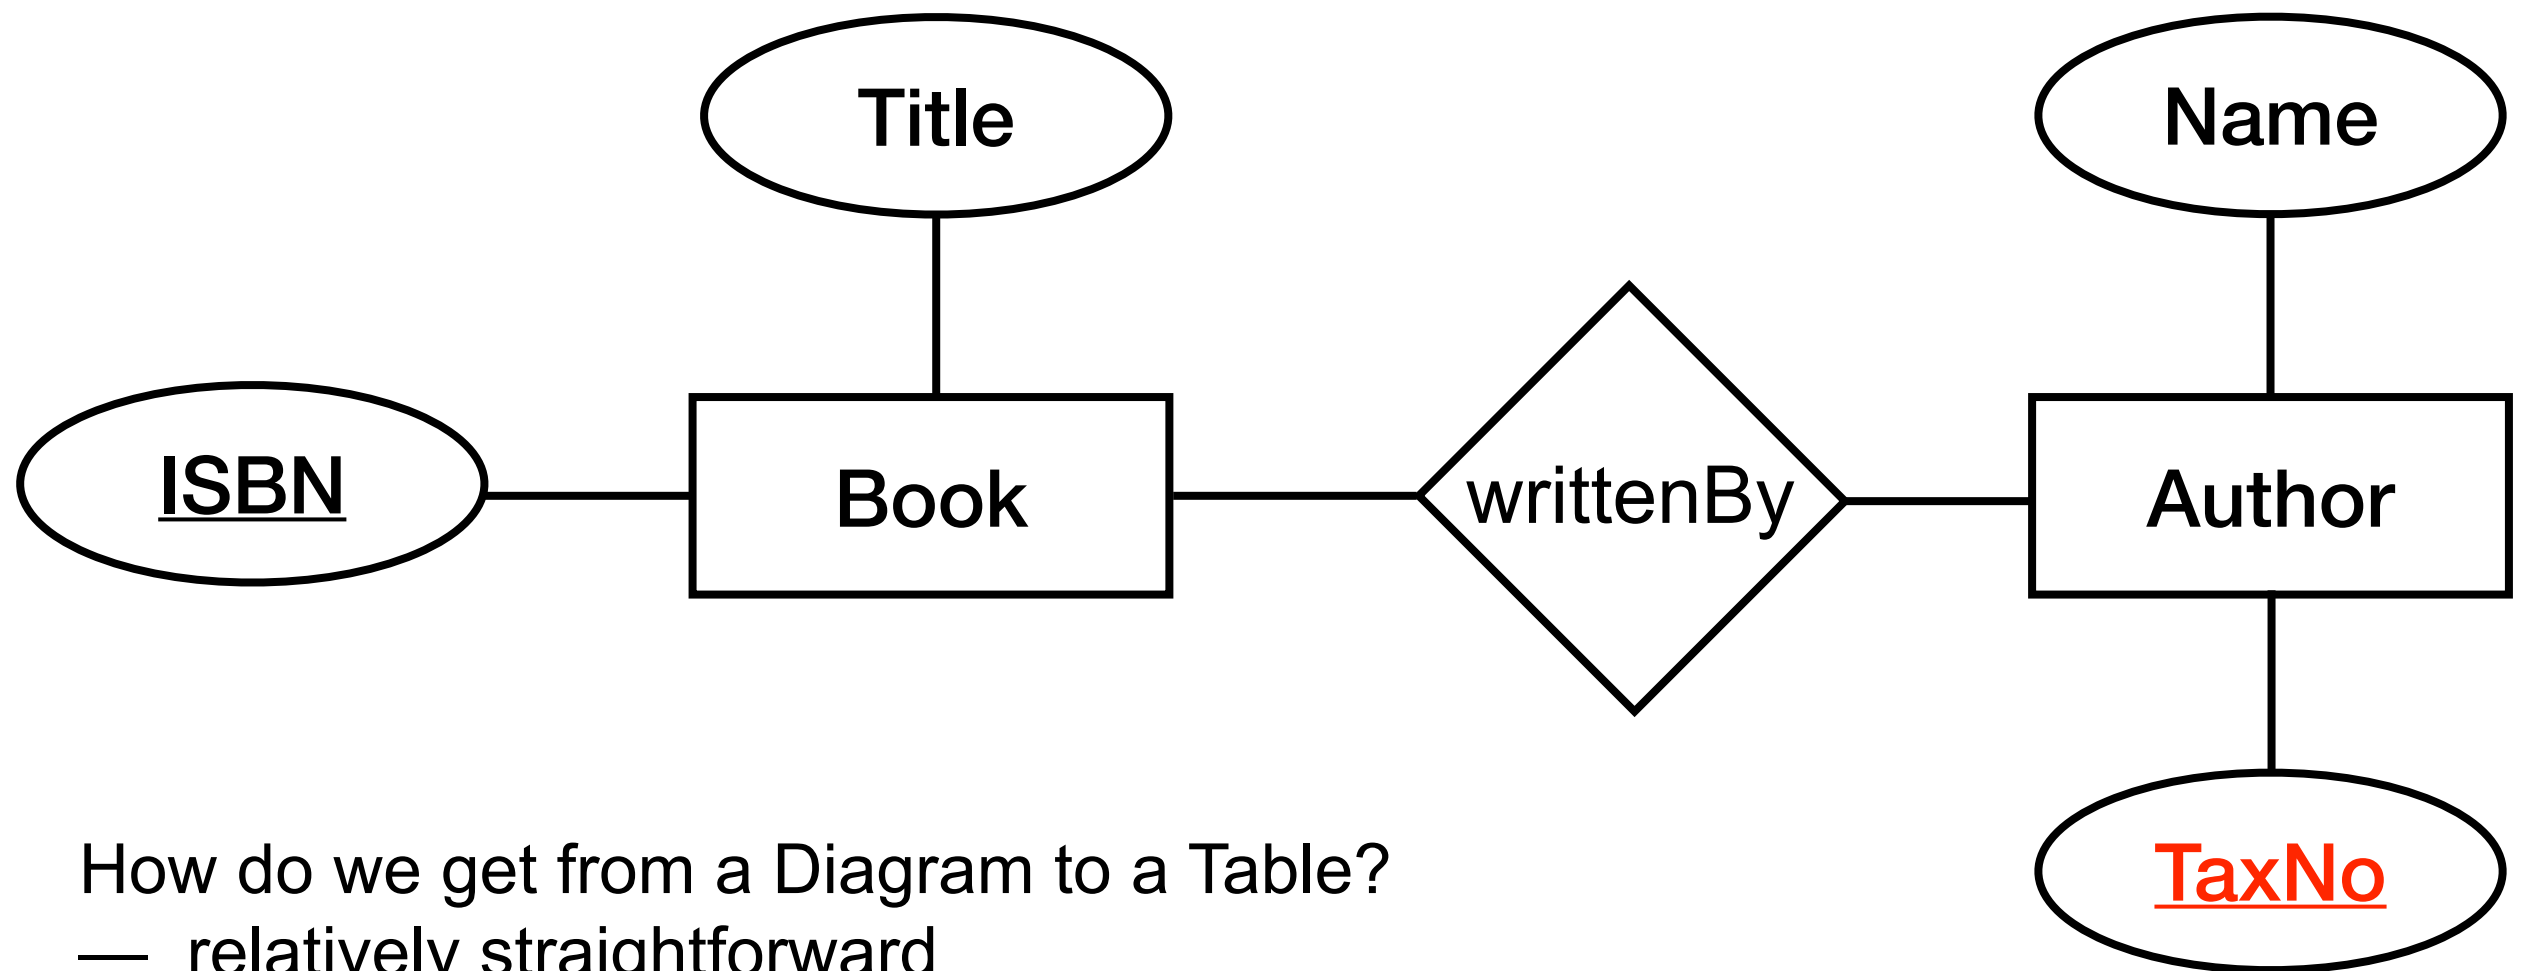 Title
Name
ISBN
Book
writtenBy
Author
How do we get from a Diagram to a Table?
TaxNo
— relatively straightforward